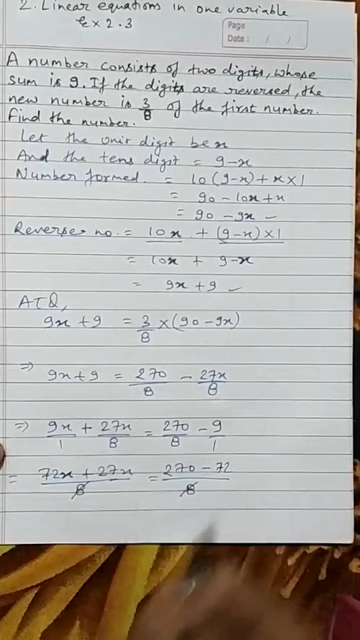 2. Linear equations in one variable
Ex 2.3
Page
Date: / /
A number consists of two digits, whose
sum is 9. If the digits are reversed, the
new number is 3/8 of the first number.
Find the number.
Let the unit digit be x
And the tens digit = 9-x
Number formed. = 10(9-x)+x×1
= 90-10x+x
= 90-9x
Reverse no. = 10x + (9-x)×1
= 10x + 9-x
= 9x+9
ATQ,
9x+9 = 3/8 × (90-9x)
⇒ 9x+9 = 270/8 - 27x/8
⇒ 9x/1 + 27x/8 = 270/8 - 9/1
= 72x+27x/8 = 270-72/8